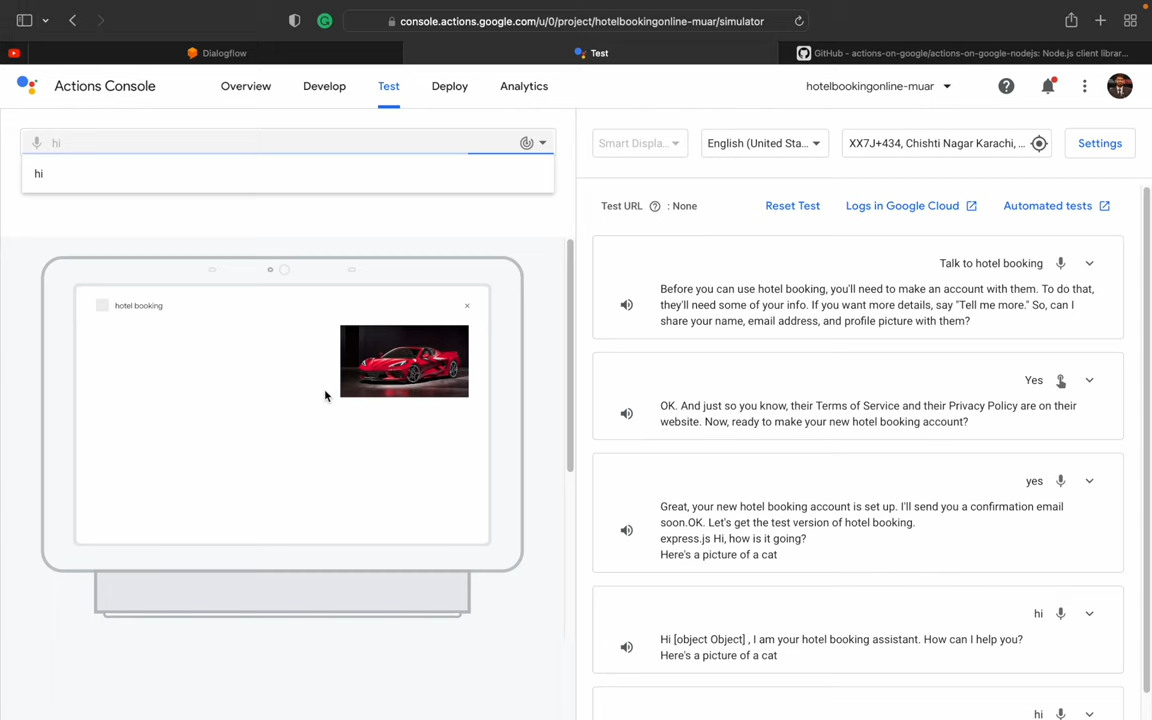 console.actions.google.com/u/0/project/hotelbookingonline-muar/simulator
Dialogflow
Test
GitHub - actions-on-google/actions-on-google-nodejs: Node.js client librar...
Actions Console
Overview
Develop
Test
Deploy
Analytics
hotelbookingonline-muar
hi
hi
Smart Displa...
English (United Sta...
XX7J+434, Chishti Nagar Karachi, ...
Settings
Test URL
: None
Reset Test
Logs in Google Cloud
Automated tests
hotel booking
Talk to hotel booking
Before you can use hotel booking, you'll need to make an account with them. To do that,
they'll need some of your info. If you want more details, say "Tell me more." So, can I
share your name, email address, and profile picture with them?
Yes
OK. And just so you know, their Terms of Service and their Privacy Policy are on their
website. Now, ready to make your new hotel booking account?
yes
Great, your new hotel booking account is set up. I'll send you a confirmation email
soon.OK. Let's get the test version of hotel booking.
express.js Hi, how is it going?
Here's a picture of a cat
hi
Hi [object Object] , I am your hotel booking assistant. How can I help you?
Here's a picture of a cat
hi